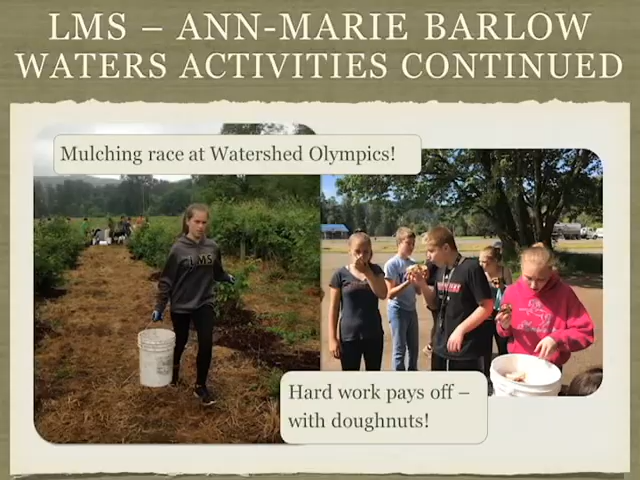 LMS – ANN-MARIE BARLOW
WATERS ACTIVITIES CONTINUED
Mulching race at Watershed Olympics!
LMS
Hard work pays off –
with doughnuts!